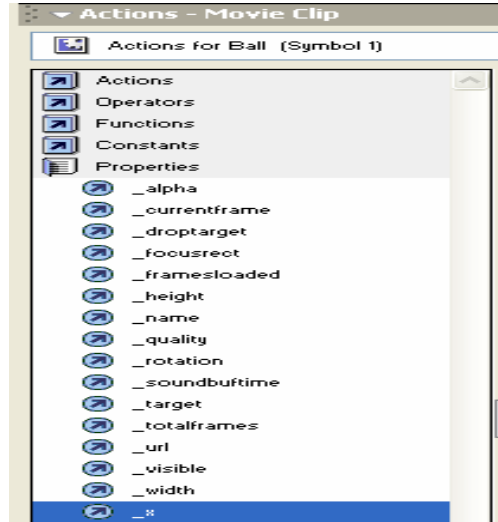 Actions - Movie Clip
Actions for Ball (Symbol 1)
Actions
Operators
Functions
Constants
Properties
_alpha
_currentframe
_droptarget
_focusrect
_framesloaded
_height
_name
_quality
_rotation
_soundbuftime
_target
_totalframes
_url
_visible
_width
_x